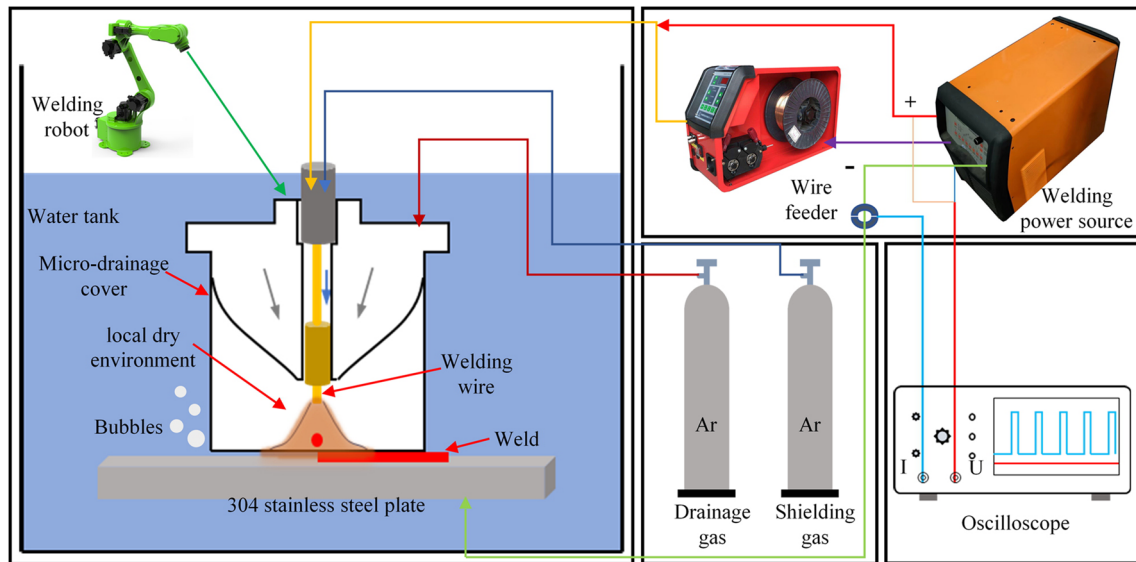 Welding
robot
Water tank
Micro-drainage
cover
local dry
environment
Bubbles
Welding
wire
Weld
304 stainless steel plate
+
-
Wire
feeder
Welding
power source
Ar
Ar
Drainage
gas
Shielding
gas
I
U
Oscilloscope